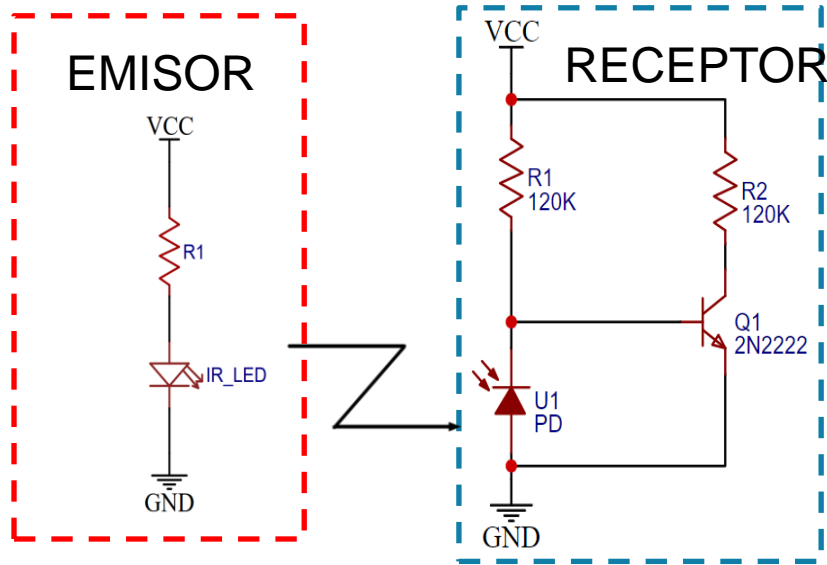 EMISOR
VCC
R1
IR_LED
GND
RECEPTOR
VCC
R1
120K
R2
120K
Q1
2N2222
U1
PD
GND